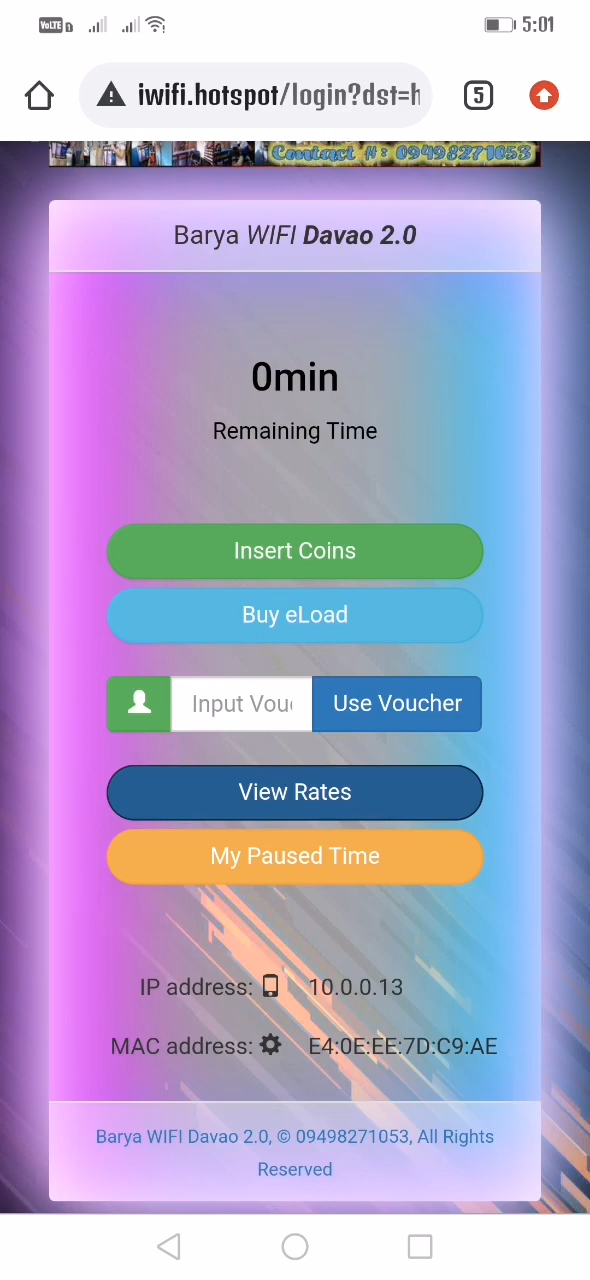 VoLTE 1
5:01
iwifi.hotspot/login?dst=h
5
Contact #: 09498271053
Barya WIFI Davao 2.0
0min
Remaining Time
Insert Coins
Buy eLoad
Input Vou
Use Voucher
View Rates
My Paused Time
IP address: 10.0.0.13
MAC address: E4:0E:EE:7D:C9:AE
Barya WIFI Davao 2.0, © 09498271053, All Rights
Reserved